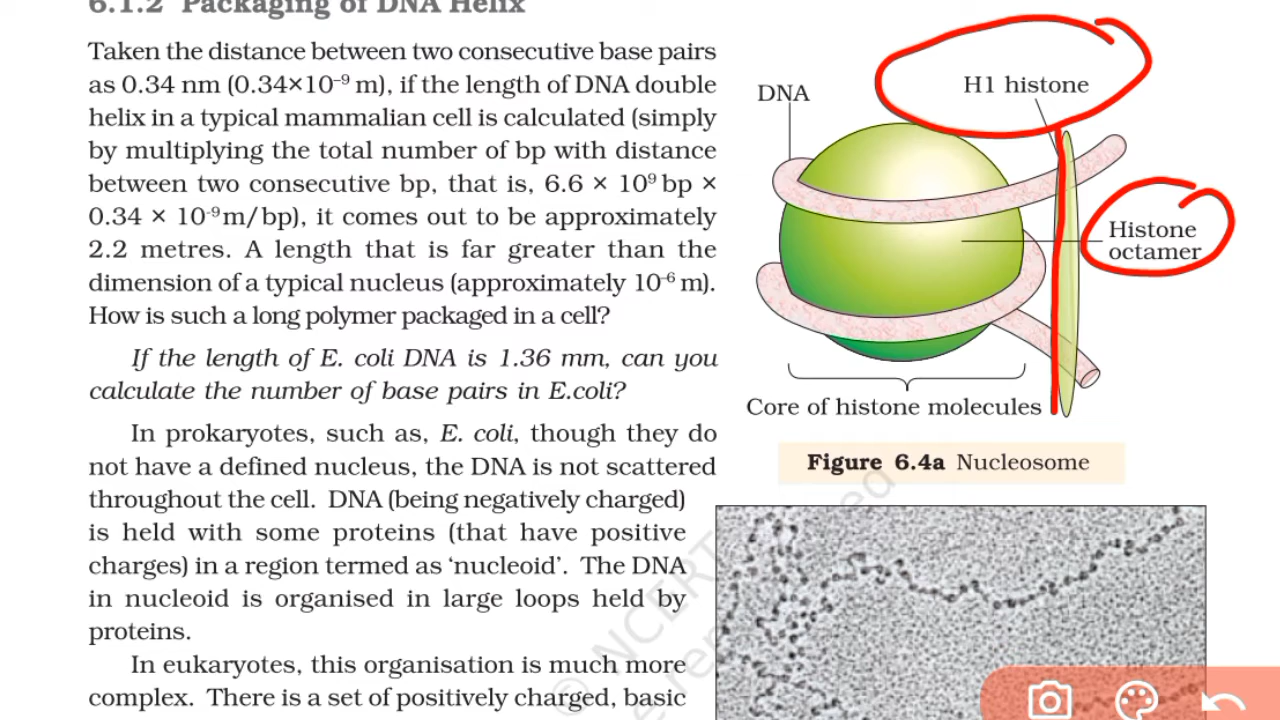 6.1.2 Packaging of DNA Helix
Taken the distance between two consecutive base pairs
as 0.34 nm (0.34×10⁻⁹ m), if the length of DNA double
helix in a typical mammalian cell is calculated (simply
by multiplying the total number of bp with distance
between two consecutive bp, that is, 6.6 × 10⁹ bp ×
0.34 × 10⁻⁹m/bp), it comes out to be approximately
2.2 metres. A length that is far greater than the
dimension of a typical nucleus (approximately 10⁻⁶ m).
How is such a long polymer packaged in a cell?
If the length of E. coli DNA is 1.36 mm, can you
calculate the number of base pairs in E.coli?
In prokaryotes, such as, E. coli, though they do
not have a defined nucleus, the DNA is not scattered
throughout the cell. DNA (being negatively charged)
is held with some proteins (that have positive
charges) in a region termed as ‘nucleoid’. The DNA
in nucleoid is organised in large loops held by
proteins.
In eukaryotes, this organisation is much more
complex. There is a set of positively charged, basic
DNA
H1 histone
Histone
octamer
Core of histone molecules
Figure 6.4a Nucleosome
© NCERT